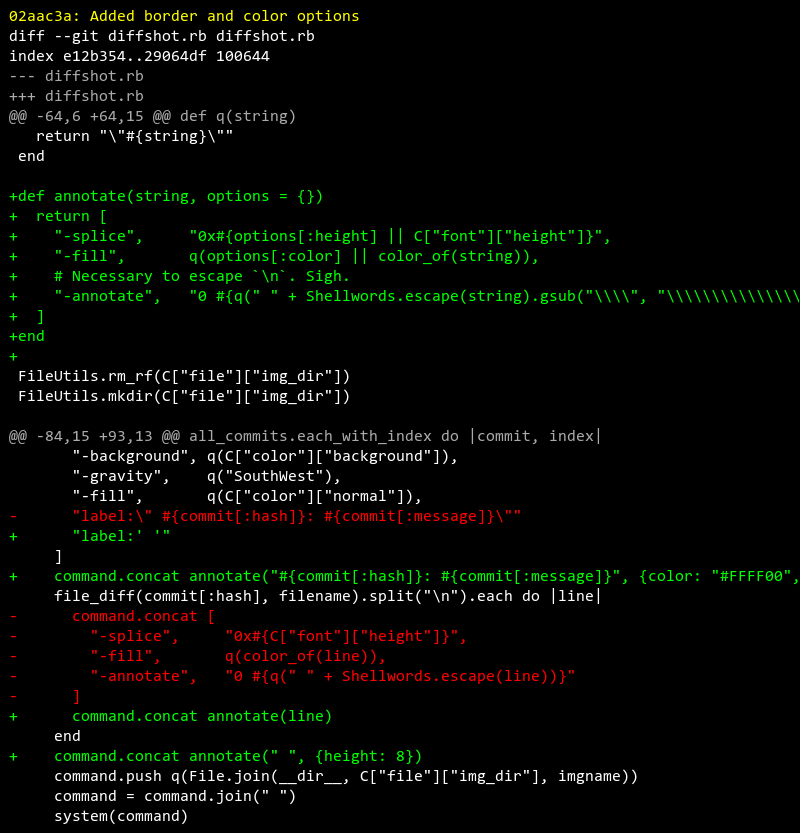 02aac3a: Added border and color options
diff --git diffshot.rb diffshot.rb
index e12b354..29064df 100644
--- diffshot.rb
+++ diffshot.rb
@@ -64,6 +64,15 @@ def q(string)
   return "\"#{string}\""
 end

+def annotate(string, options = {})
+  return [
+    "-splice",     "0x#{options[:height] || C["font"]["height"]}",
+    "-fill",       q(options[:color] || color_of(string)),
+    # Necessary to escape `\n`. Sigh.
+    "-annotate",   "0 #{q(" " + Shellwords.escape(string).gsub("\\\\", "\\\\\\\\\\\\\\\
+  ]
+end
+
 FileUtils.rm_rf(C["file"]["img_dir"])
 FileUtils.mkdir(C["file"]["img_dir"])

@@ -84,15 +93,13 @@ all_commits.each_with_index do |commit, index|
       "-background", q(C["color"]["background"]),
       "-gravity",    q("SouthWest"),
       "-fill",       q(C["color"]["normal"]),
-      "label:\" #{commit[:hash]}: #{commit[:message]}\""
+      "label:' '"
     ]
+    command.concat annotate("#{commit[:hash]}: #{commit[:message]}", {color: "#FFFF00",
     file_diff(commit[:hash], filename).split("\n").each do |line|
-      command.concat [
-        "-splice",     "0x#{C["font"]["height"]}",
-        "-fill",       q(color_of(line)),
-        "-annotate",   "0 #{q(" " + Shellwords.escape(line))}"
-      ]
+      command.concat annotate(line)
     end
+    command.concat annotate(" ", {height: 8})
     command.push q(File.join(__dir__, C["file"]["img_dir"], imgname))
     command = command.join(" ")
     system(command)